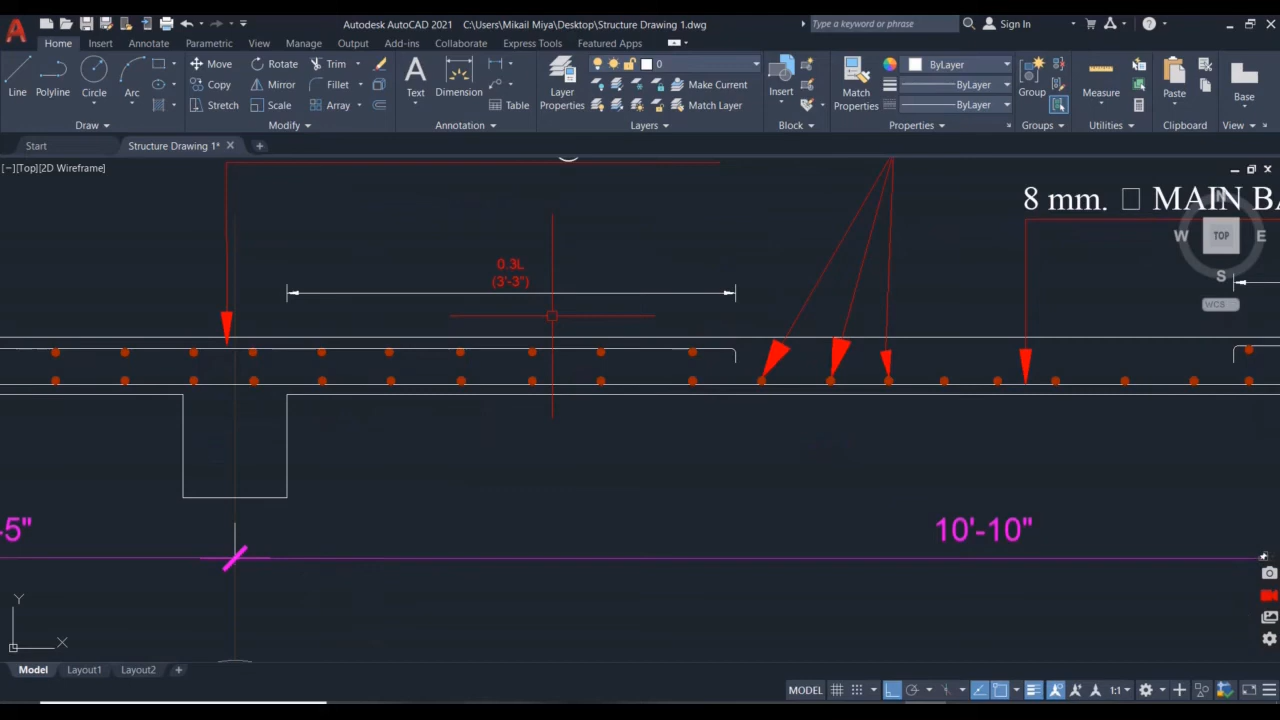 Autodesk AutoCAD 2021 C:\Users\Mikail Miya\Desktop\Structure Drawing 1.dwg
Type a keyword or phrase
Sign In
Home Insert Annotate Parametric View Manage Output Add-ins Collaborate Express Tools Featured Apps
Line Polyline Circle Arc
Move Rotate Trim
Copy Mirror Fillet
Stretch Scale Array
Text Dimension Table
Layer Properties
0
Make Current
Match Layer
Insert
Match Properties
ByLayer
ByLayer
ByLayer
Group
Measure
Paste
Base
Draw Modify Annotation Layers Block Properties Groups Utilities Clipboard View
Start Structure Drawing 1*
[−][Top][2D Wireframe]
8 mm. □ MAIN BA
N
W TOP E
S
WCS
0.3L
(3'-3")
-5"
10'-10"
Y
X
Model Layout1 Layout2
MODEL 1:1